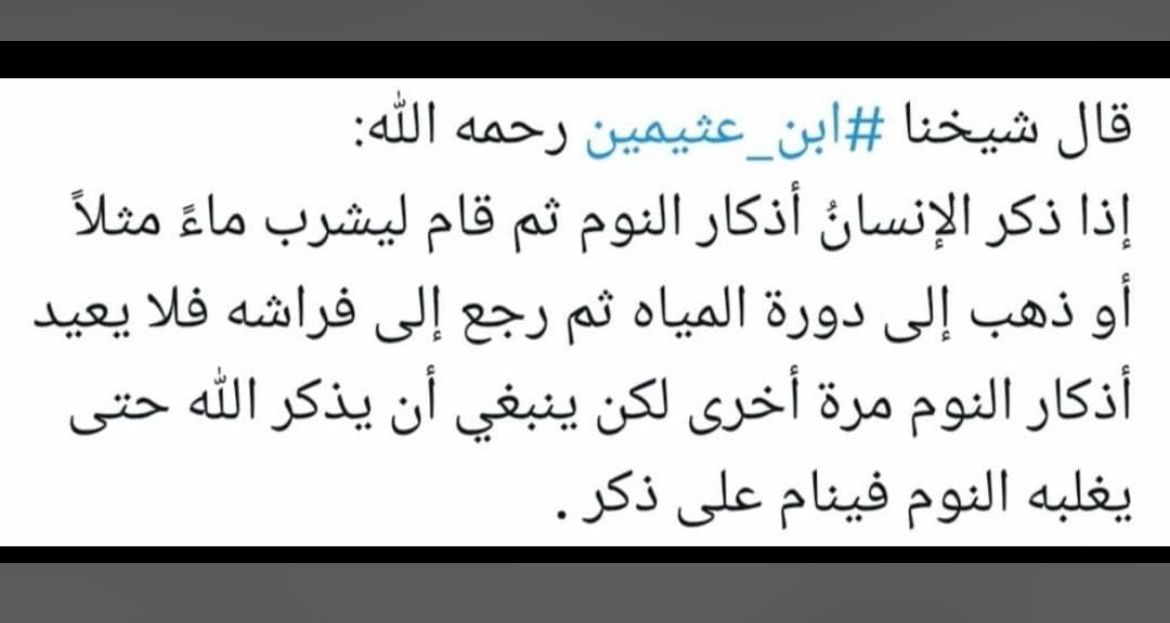 قال شيخنا #ابن_عثيمين رحمه الله:
إذا ذكر الإنسانُ أذكار النوم ثم قام ليشرب ماءً مثلاً
أو ذهب إلى دورة المياه ثم رجع إلى فراشه فلا يعيد
أذكار النوم مرة أخرى لكن ينبغي أن يذكر الله حتى
يغلبه النوم فينام على ذكر .